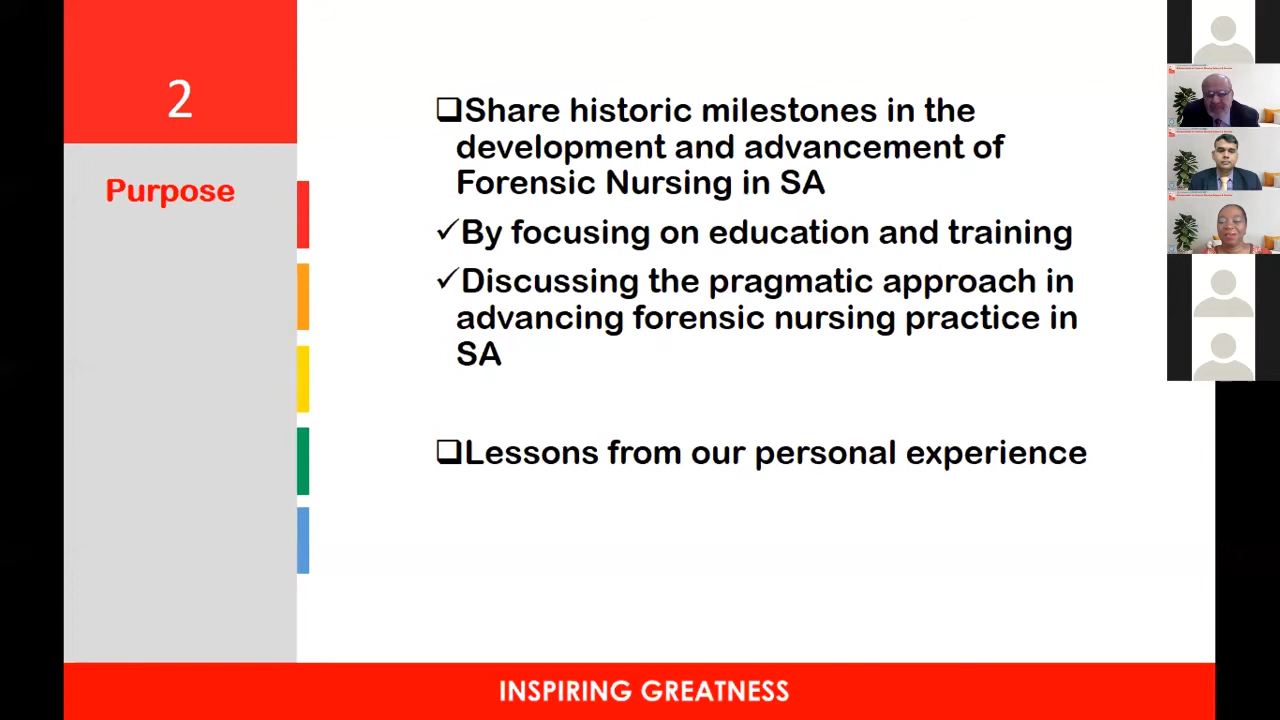 2
Purpose
❑Share historic milestones in the
development and advancement of
Forensic Nursing in SA
✓By focusing on education and training
✓Discussing the pragmatic approach in
advancing forensic nursing practice in
SA
❑Lessons from our personal experience
INSPIRING GREATNESS